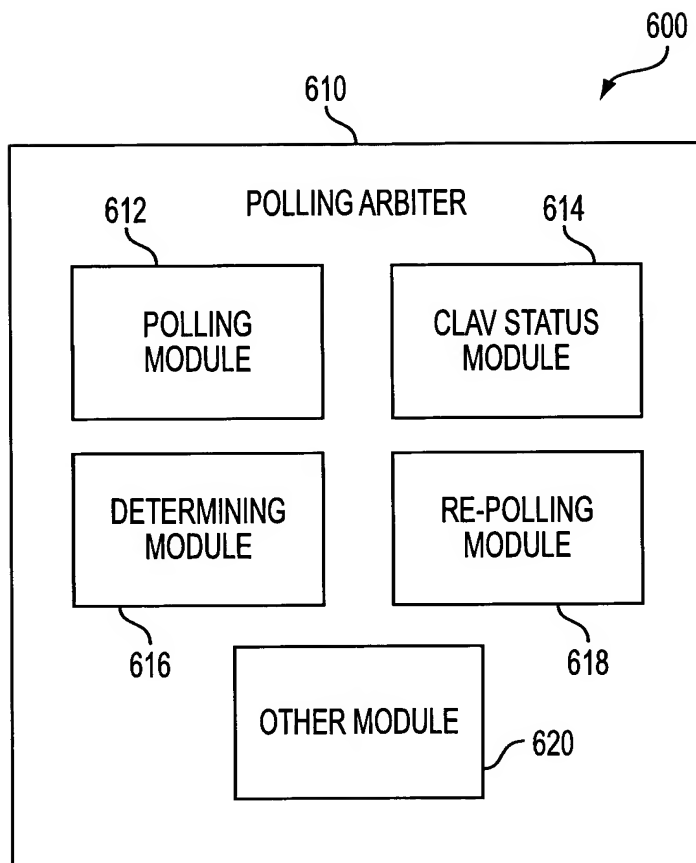 600
610
POLLING ARBITER
612
614
POLLING
MODULE
CLAV STATUS
MODULE
DETERMINING
MODULE
RE-POLLING
MODULE
616
618
OTHER MODULE
620